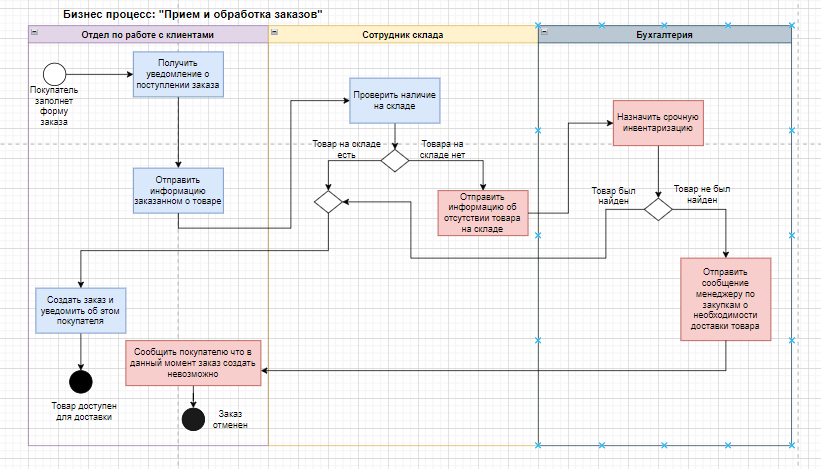 Бизнес процесс: "Прием и обработка заказов"
Отдел по работе с клиентами
Сотрудник склада
Бухгалтерия
Покупатель
заполнет
форму
заказа
Получить
уведомление о
поступлении заказа
Отправить
информацию
заказанном о товаре
Проверить наличие
на складе
Товар на складе
есть
Товара на
складе нет
Отправить
информацию об
отсутствии товара
на складе
Назначить срочную
инвентаризацию
Товар был
найден
Товар не был
найден
Отправить
сообщение
менеджеру по
закупкам о
необходимости
доставки товара
Создать заказ и
уведомить об этом
покупателя
Сообщить покупателю что в
данный момент заказ создать
невозможно
Товар доступен
для доставки
Заказ
отменен